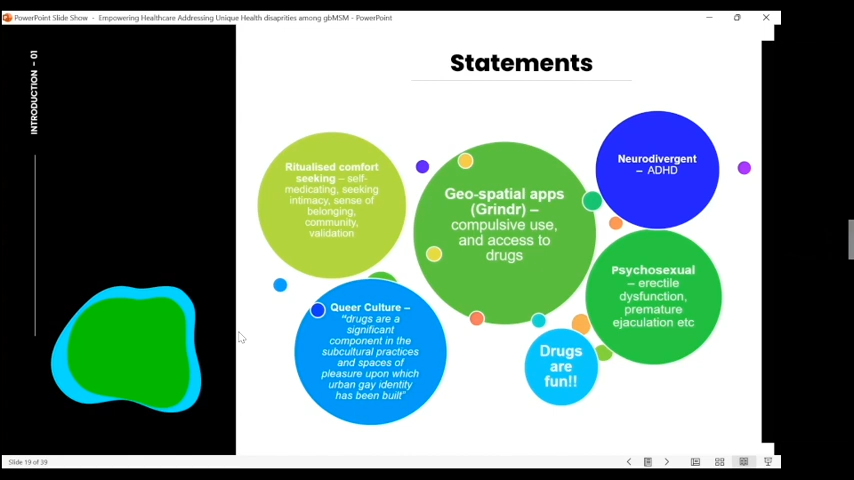 PowerPoint Slide Show - Empowering Healthcare Addressing Unique Health disaprities among gbMSM - PowerPoint
INTRODUCTION - 01
Statements
Ritualised comfort
seeking – self-
medicating, seeking
intimacy, sense of
belonging,
community,
validation
Geo-spatial apps
(Grindr) –
compulsive use,
and access to
drugs
Neurodivergent
– ADHD
Psychosexual
– erectile
dysfunction,
premature
ejaculation etc
Queer Culture –
"drugs are a
significant
component in the
subcultural practices
and spaces of
pleasure upon which
urban gay identity
has been built"
Drugs
are
fun!!
Slide 19 of 39